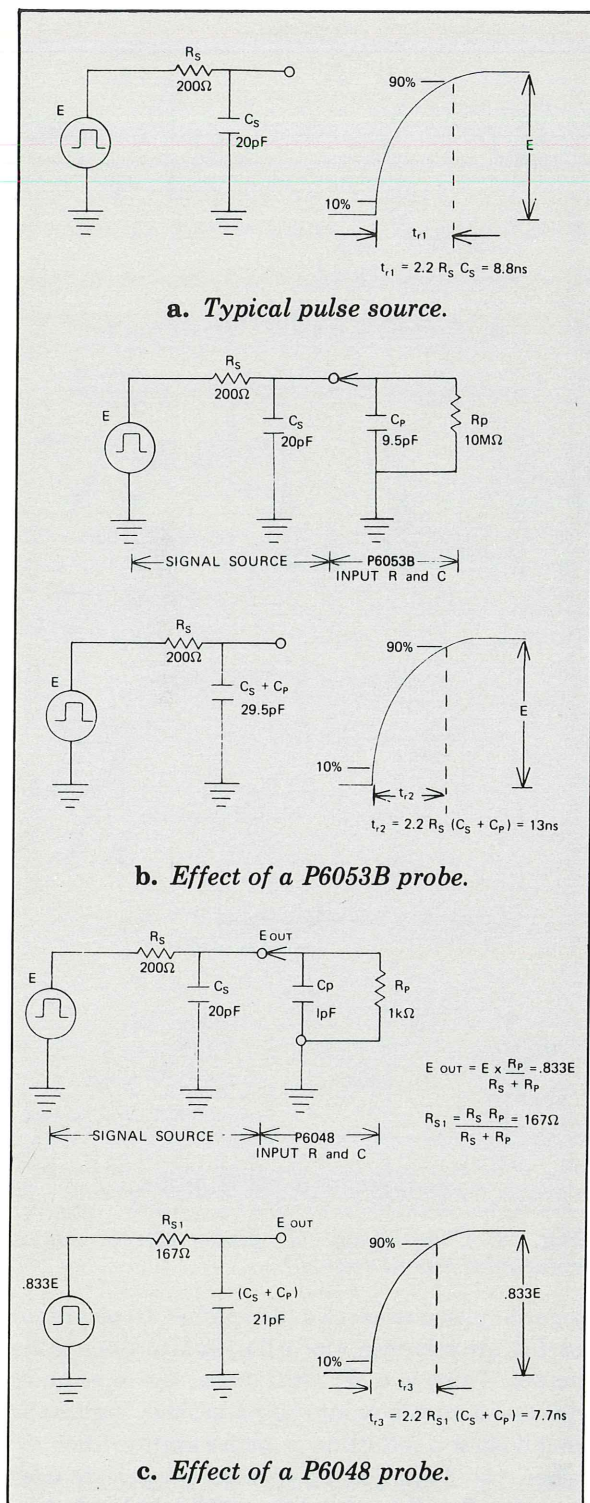 R_S
200Ω
E
C_S
20pF
90%
E
10%
t_r1
t_r1 = 2.2 R_S C_S = 8.8ns
a. Typical pulse source.
R_S
200Ω
E
C_S
20pF
C_P
9.5pF
Rp
10MΩ
SIGNAL SOURCE
P6053B
INPUT R and C
R_S
200Ω
E
C_S + C_P
29.5pF
90%
E
10%
t_r2
t_r2 = 2.2 R_S (C_S + C_P) = 13ns
b. Effect of a P6053B probe.
R_S
200Ω
E OUT
E
C_S
20pF
Cp
1pF
R_P
1kΩ
E OUT = E x R_P = .833E
R_S + R_P
R_S1 = R_S R_P = 167Ω
R_S + R_P
SIGNAL SOURCE
P6048
INPUT R and C
R_S1
167Ω
E OUT
.833E
(C_S + C_P)
21pF
90%
.833E
10%
t_r3
t_r3 = 2.2 R_S1 (C_S + C_P) = 7.7ns
c. Effect of a P6048 probe.